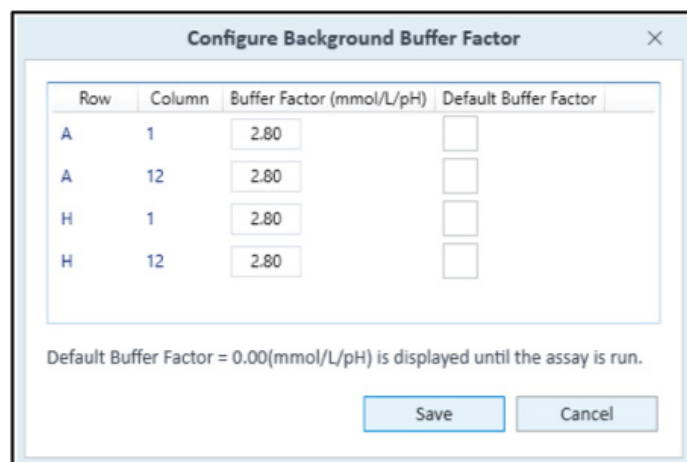 Configure Background Buffer Factor
Row Column Buffer Factor (mmol/L/pH) Default Buffer Factor
A 1 2.80
A 12 2.80
H 1 2.80
H 12 2.80
Default Buffer Factor = 0.00(mmol/L/pH) is displayed until the assay is run.
Save Cancel